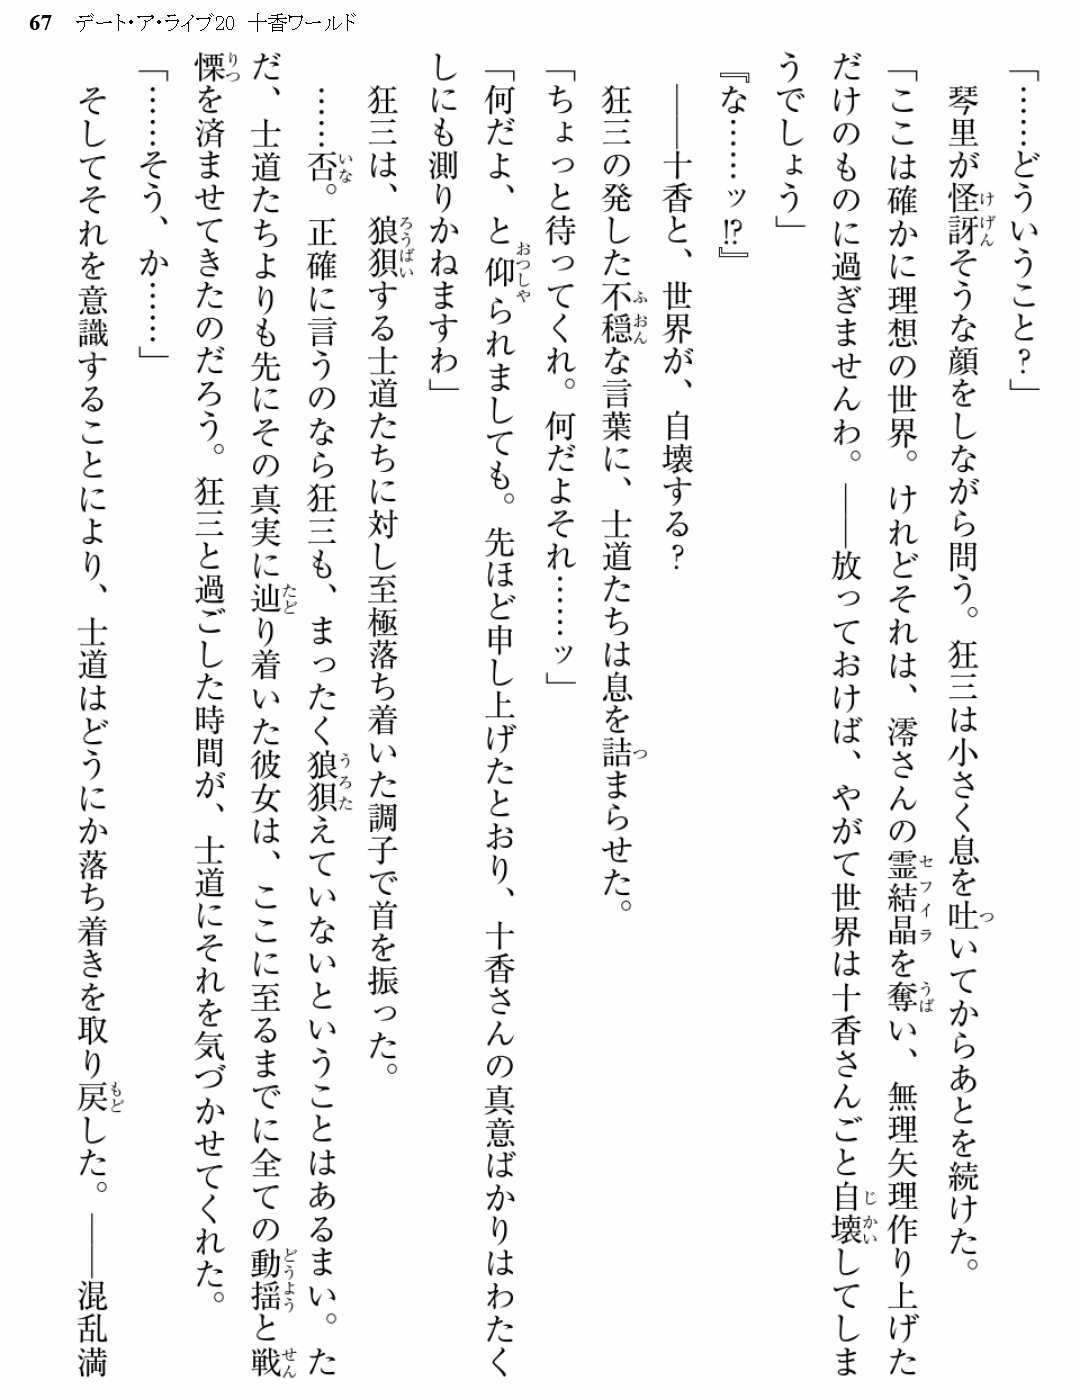 67 デート・ア・ライブ20 十香ワールド
「……どういうこと？」
琴里が怪訝そうな顔をしながら問う。狂三は小さく息を吐いてからあとを続けた。
「ここは確かに理想の世界。けれどそれは、澪さんの霊結晶を奪い、無理矢理作り上げた
だけのものに過ぎませんわ。――放っておけば、やがて世界は十香さんごと自壊してしま
うでしょう」
『な……ッ!?』
――十香と、世界が、自壊する？
狂三の発した不穏な言葉に、士道たちは息を詰まらせた。
「ちょっと待ってくれ。何だよそれ……ッ」
「何だよ、と仰られましても。先ほど申し上げたとおり、十香さんの真意ばかりはわたく
しにも測りかねますわ」
狂三は、狼狽する士道たちに対し至極落ち着いた調子で首を振った。
……否。正確に言うのなら狂三も、まったく狼狽えていないということはあるまい。た
だ、士道たちよりも先にその真実に辿り着いた彼女は、ここに至るまでに全ての動揺と戦
慄を済ませてきたのだろう。狂三と過ごした時間が、士道にそれを気づかせてくれた。
「……そう、か……」
そしてそれを意識することにより、士道はどうにか落ち着きを取り戻した。――混乱満